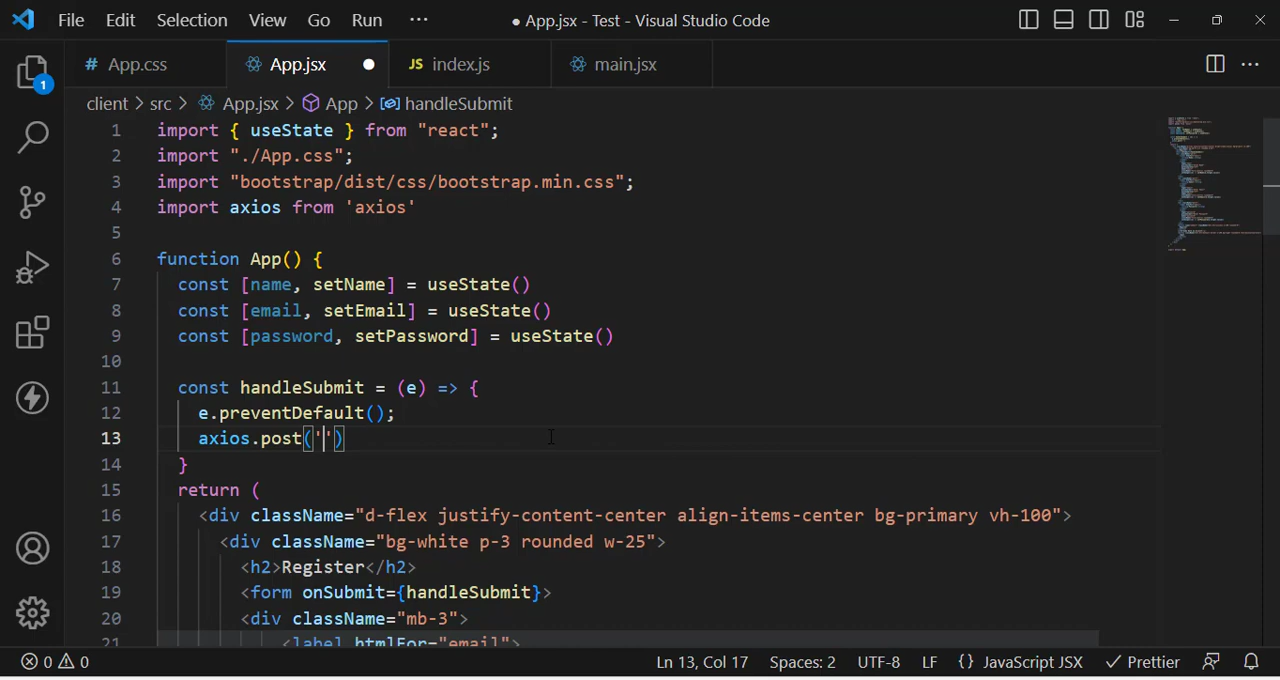 File Edit Selection View Go Run ··· ● App.jsx - Test - Visual Studio Code
# App.css App.jsx ● JS index.js main.jsx ···
1
client > src > App.jsx > App > handleSubmit
1 import { useState } from "react";
2 import "./App.css";
3 import "bootstrap/dist/css/bootstrap.min.css";
4 import axios from 'axios'
5
6 function App() {
7 const [name, setName] = useState()
8 const [email, setEmail] = useState()
9 const [password, setPassword] = useState()
10
11 const handleSubmit = (e) => {
12 e.preventDefault();
13 axios.post('')
14 }
15 return (
16 <div className="d-flex justify-content-center align-items-center bg-primary vh-100">
17 <div className="bg-white p-3 rounded w-25">
18 <h2>Register</h2>
19 <form onSubmit={handleSubmit}>
20 <div className="mb-3">
21 <label htmlFor="email">
0 0 Ln 13, Col 17 Spaces: 2 UTF-8 LF {} JavaScript JSX ✓ Prettier